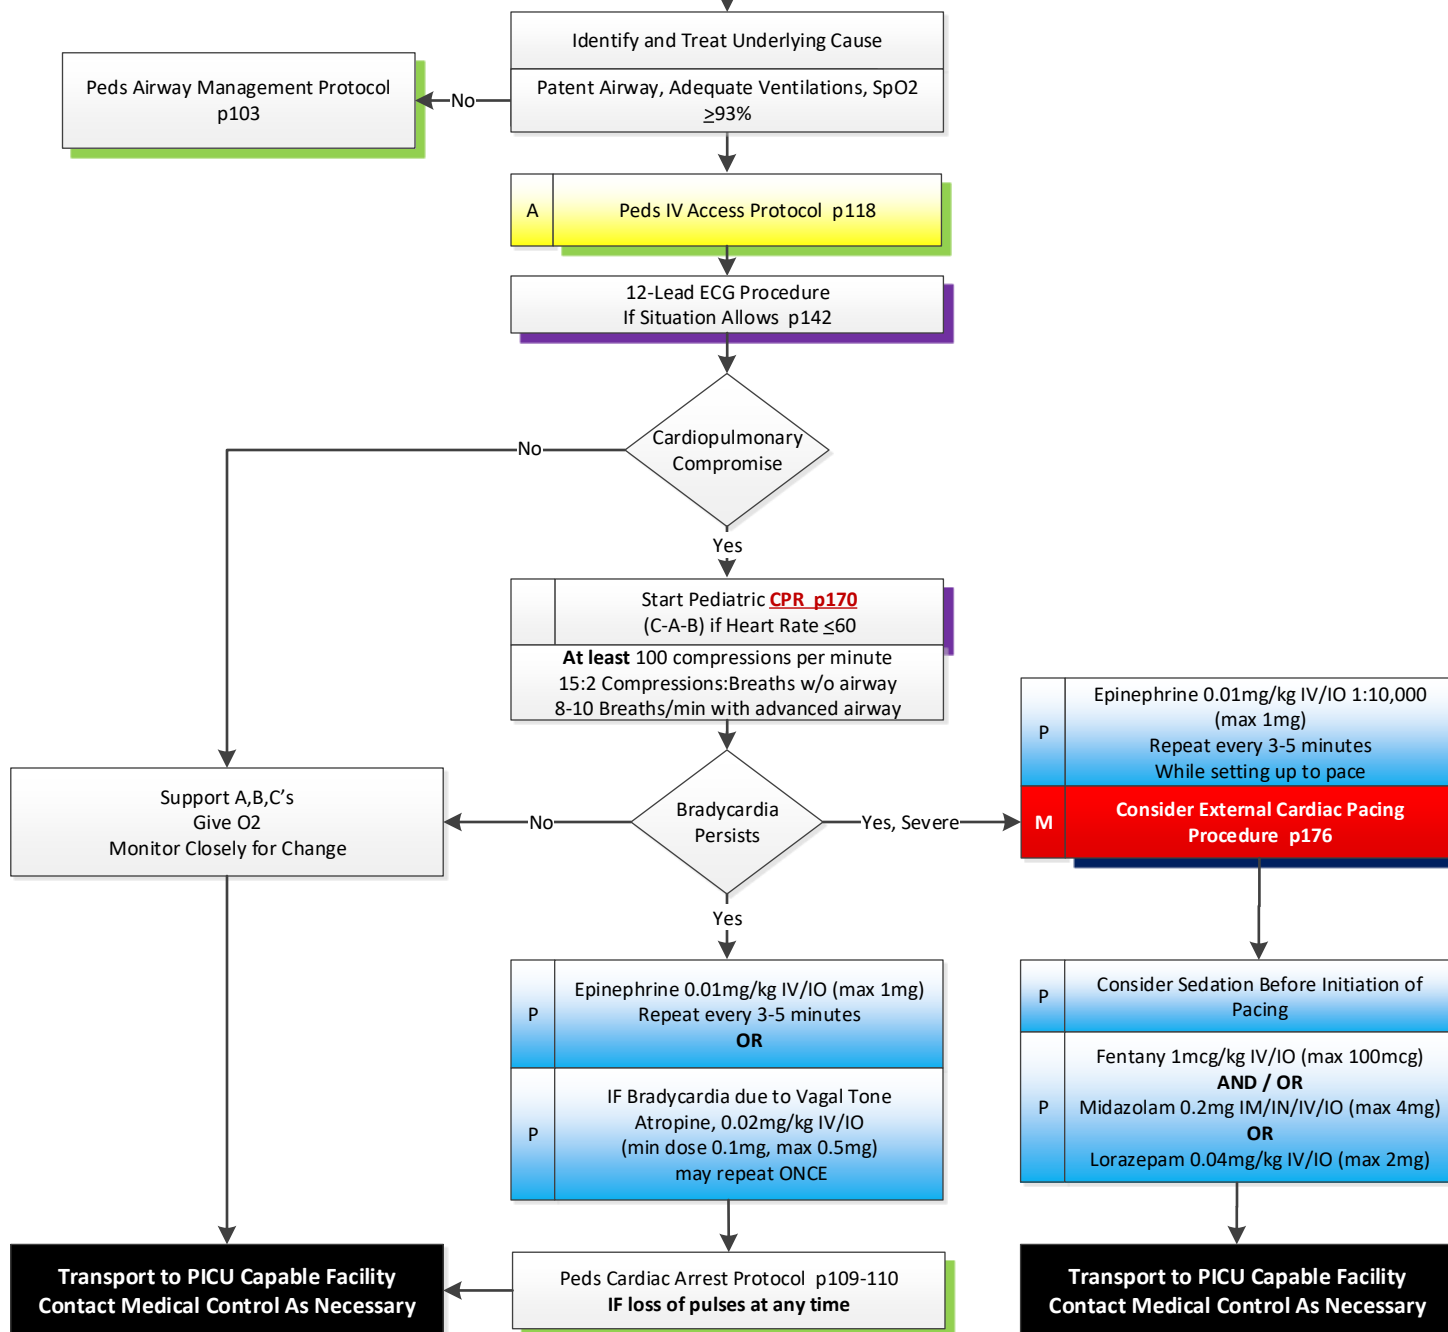 Identify and Treat Underlying Cause
Patent Airway, Adequate Ventilations, SpO2
≥93%
No
Peds Airway Management Protocol
p103
A
Peds IV Access Protocol p118
12-Lead ECG Procedure
If Situation Allows p142
Cardiopulmonary
Compromise
No
Yes
Start Pediatric CPR p170
(C-A-B) if Heart Rate ≤60
At least 100 compressions per minute
15:2 Compressions:Breaths w/o airway
8-10 Breaths/min with advanced airway
Bradycardia
Persists
No
Yes, Severe
Yes
Support A,B,C's
Give O2
Monitor Closely for Change
P
Epinephrine 0.01mg/kg IV/IO 1:10,000
(max 1mg)
Repeat every 3-5 minutes
While setting up to pace
M
Consider External Cardiac Pacing
Procedure p176
P
Epinephrine 0.01mg/kg IV/IO (max 1mg)
Repeat every 3-5 minutes
OR
P
IF Bradycardia due to Vagal Tone
Atropine, 0.02mg/kg IV/IO
(min dose 0.1mg, max 0.5mg)
may repeat ONCE
P
Consider Sedation Before Initiation of
Pacing
P
Fentany 1mcg/kg IV/IO (max 100mcg)
AND / OR
Midazolam 0.2mg IM/IN/IV/IO (max 4mg)
OR
Lorazepam 0.04mg/kg IV/IO (max 2mg)
Transport to PICU Capable Facility
Contact Medical Control As Necessary
Peds Cardiac Arrest Protocol p109-110
IF loss of pulses at any time
Transport to PICU Capable Facility
Contact Medical Control As Necessary